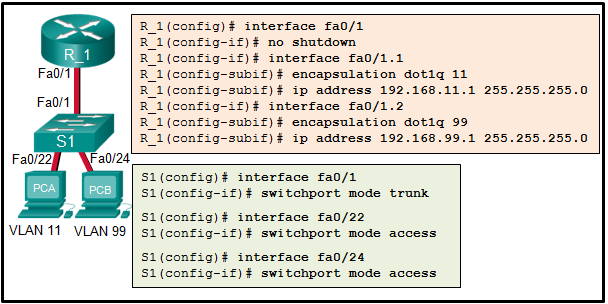 R_1
Fa0/1
Fa0/1
S1
Fa0/22
Fa0/24
PCA
PCB
VLAN 11
VLAN 99
R_1(config)# interface fa0/1
R_1(config-if)# no shutdown
R_1(config-if)# interface fa0/1.1
R_1(config-subif)# encapsulation dot1q 11
R_1(config-subif)# ip address 192.168.11.1 255.255.255.0
R_1(config-if)# interface fa0/1.2
R_1(config-subif)# encapsulation dot1q 99
R_1(config-subif)# ip address 192.168.99.1 255.255.255.0
S1(config)# interface fa0/1
S1(config-if)# switchport mode trunk
S1(config)# interface fa0/22
S1(config-if)# switchport mode access
S1(config)# interface fa0/24
S1(config-if)# switchport mode access